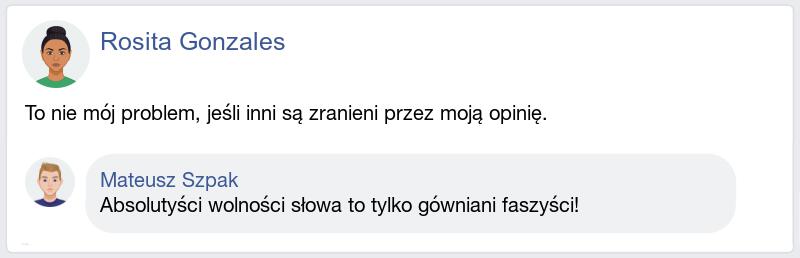 Rosita Gonzales
To nie mój problem, jeśli inni są zranieni przez moją opinię.
Mateusz Szpak
Absolutyści wolności słowa to tylko gówniani faszyści!